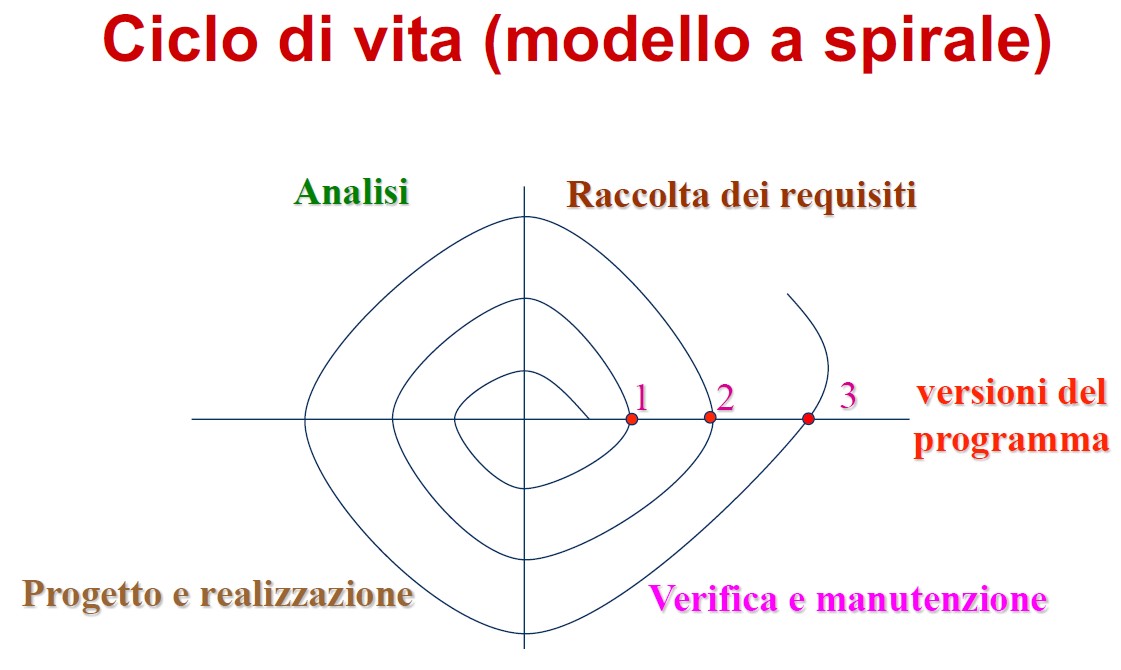 Ciclo di vita (modello a spirale)
Analisi
Raccolta dei requisiti
1
2
3
versioni del
programma
Progetto e realizzazione
Verifica e manutenzione